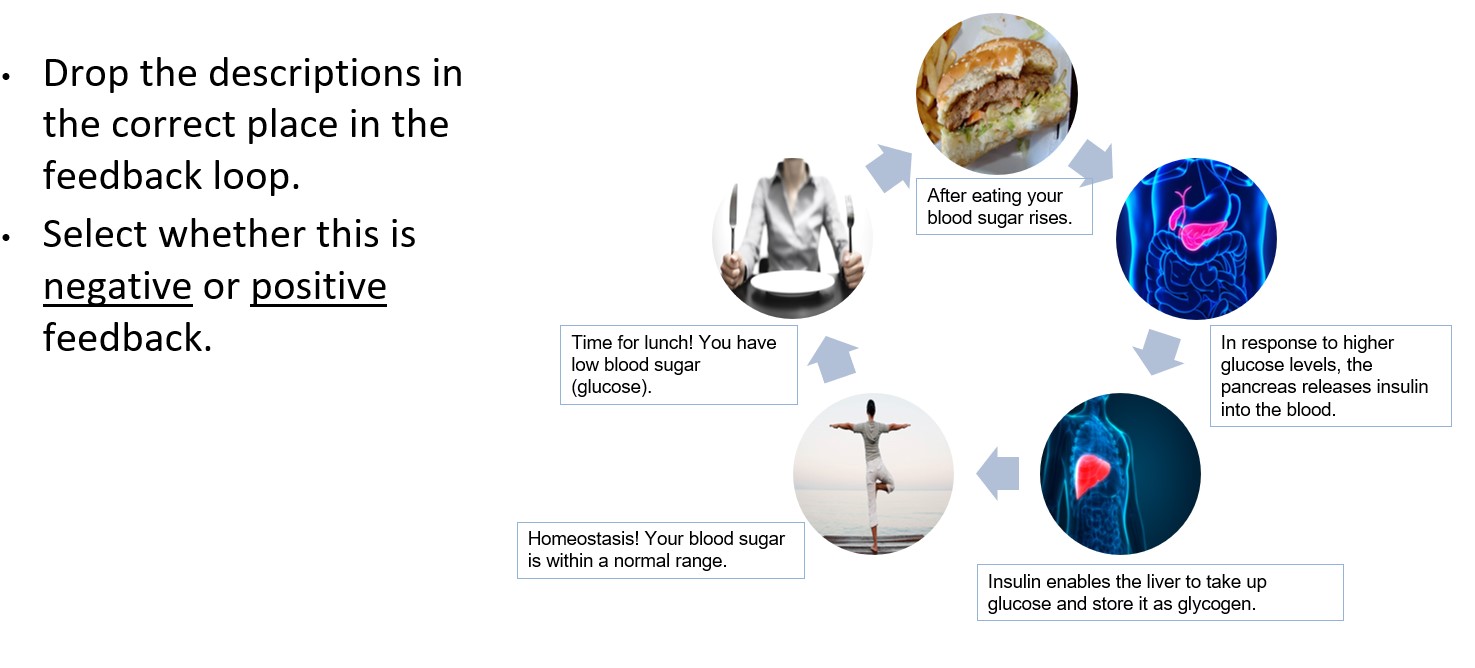 • Drop the descriptions in
the correct place in the
feedback loop.
• Select whether this is
negative or positive
feedback.
After eating your
blood sugar rises.
Time for lunch! You have
low blood sugar
(glucose).
In response to higher
glucose levels, the
pancreas releases insulin
into the blood.
Homeostasis! Your blood sugar
is within a normal range.
Insulin enables the liver to take up
glucose and store it as glycogen.